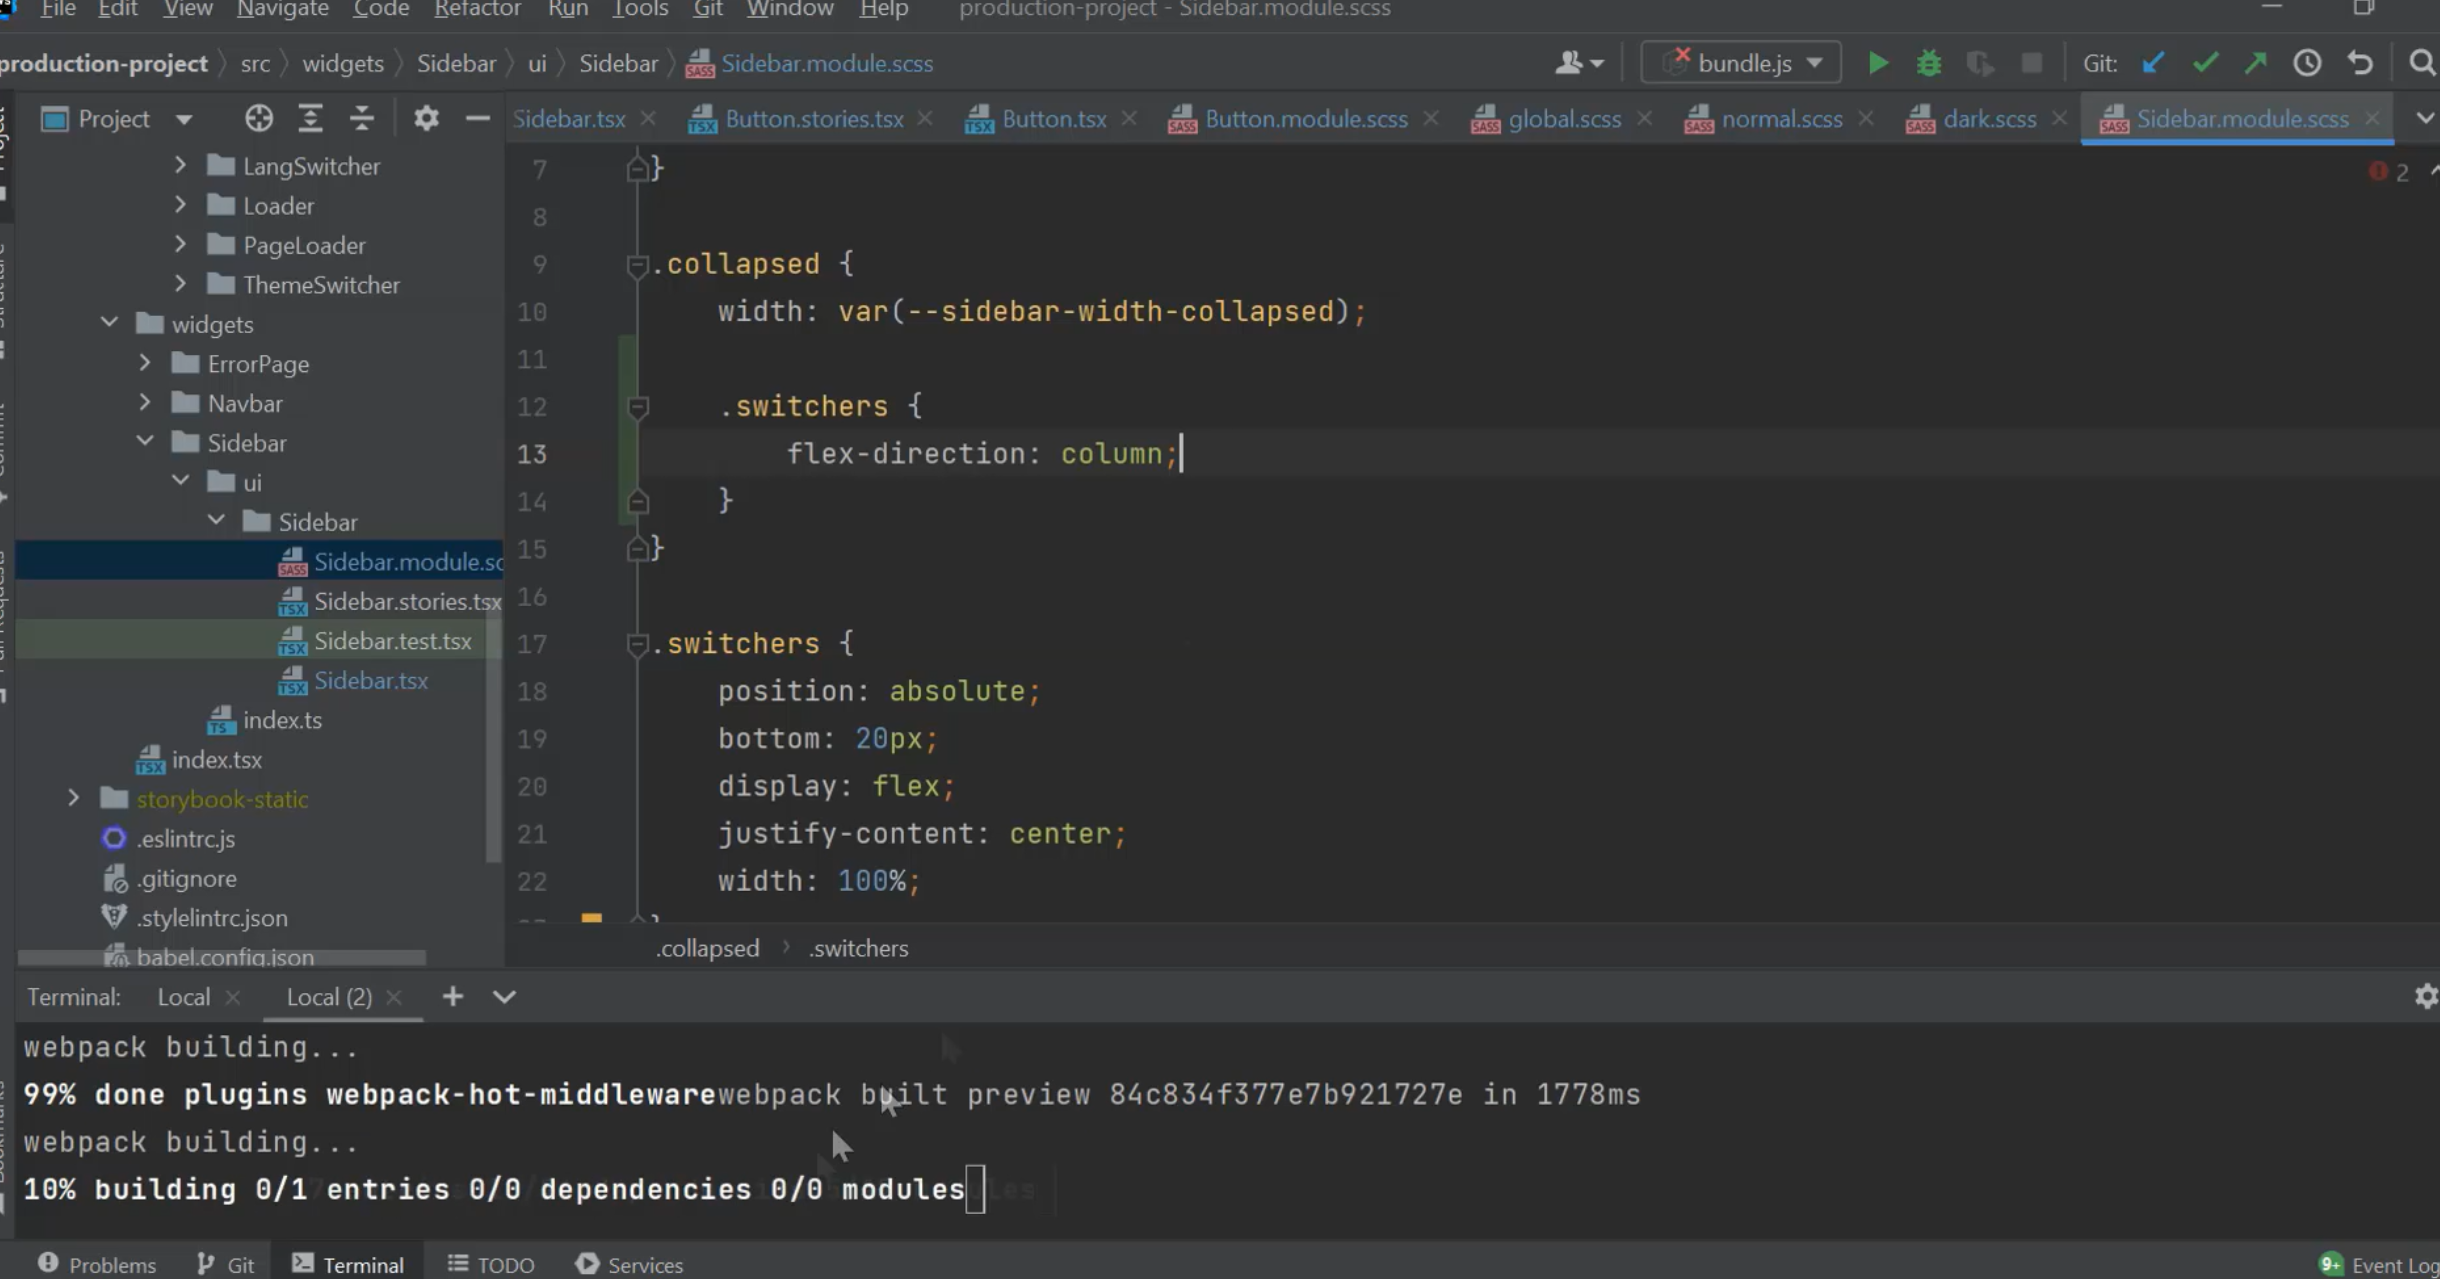 File Edit View Navigate Code Refactor Run Tools Git Window Help production-project - Sidebar.module.scss
production-project src widgets Sidebar ui Sidebar Sidebar.module.scss bundle.js Git:
Project Sidebar.tsx Button.stories.tsx Button.tsx Button.module.scss global.scss normal.scss dark.scss Sidebar.module.scss
LangSwitcher
Loader
PageLoader
ThemeSwitcher
widgets
ErrorPage
Navbar
Sidebar
ui
Sidebar
Sidebar.module.sc
Sidebar.stories.tsx
Sidebar.test.tsx
Sidebar.tsx
index.ts
index.tsx
storybook-static
.eslintrc.js
.gitignore
.stylelintrc.json
babel.config.json
2
7 }
8
9 .collapsed {
10 width: var(--sidebar-width-collapsed);
11
12 .switchers {
13 flex-direction: column;
14 }
15 }
16
17 .switchers {
18 position: absolute;
19 bottom: 20px;
20 display: flex;
21 justify-content: center;
22 width: 100%;
.collapsed .switchers
Terminal: Local Local (2)
webpack building...
99% done plugins webpack-hot-middlewarewebpack built preview 84c834f377e7b921727e in 1778ms
webpack building...
10% building 0/1 entries 0/0 dependencies 0/0 modules
Problems Git Terminal TODO Services 9+ Event Log